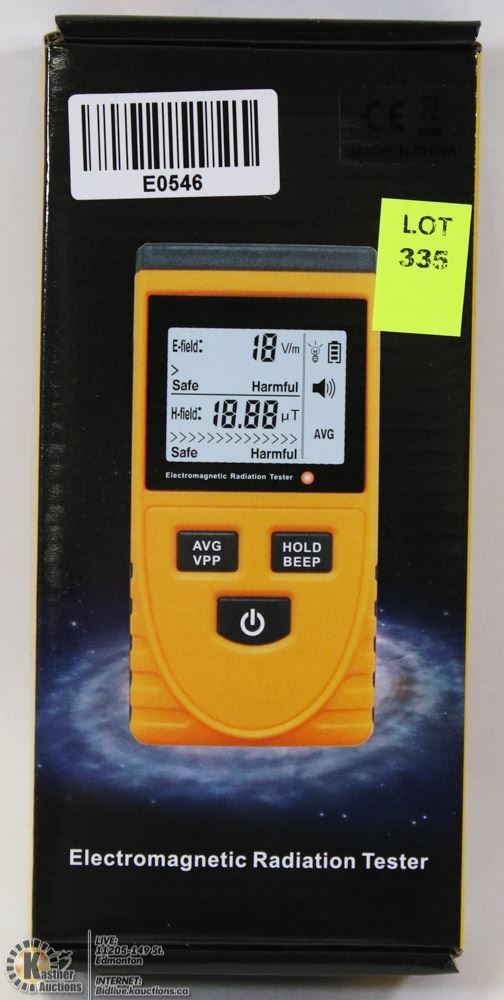 E0546
CE
MADE IN CHINA
LOT
335
E-field: 18 V/m
>
Safe Harmful
H-field: 18.88 μT
>>>>>>>>>>>>>>>
Safe Harmful
AVG
Electromagnetic Radiation Tester
AVG
VPP
HOLD
BEEP
Electromagnetic Radiation Tester
Kastner
Auctions
LIVE:
11205-149 St.
Edmonton
INTERNET:
Bidlive.kauctions.ca